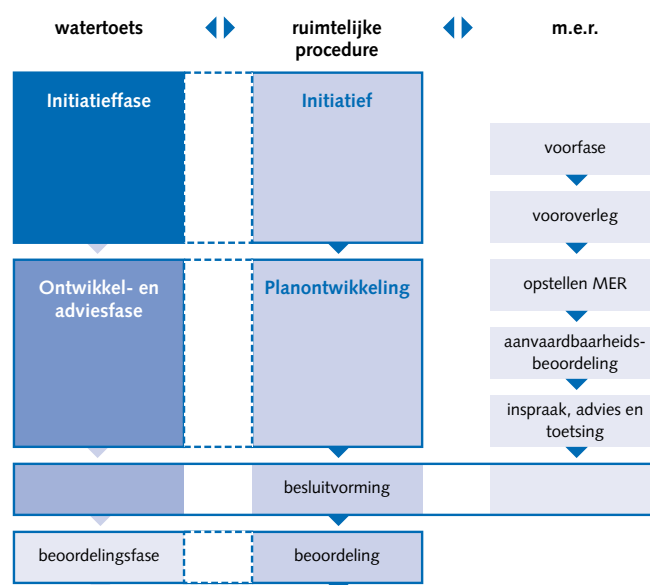 watertoets
ruimtelijke
procedure
m.e.r.
Initiatieffase
Initiatief
voorfase
vooroverleg
Ontwikkel- en
adviesfase
Planontwikkeling
opstellen MER
aanvaardbaarheids-
beoordeling
inspraak, advies en
toetsing
besluitvorming
beoordelingsfase
beoordeling